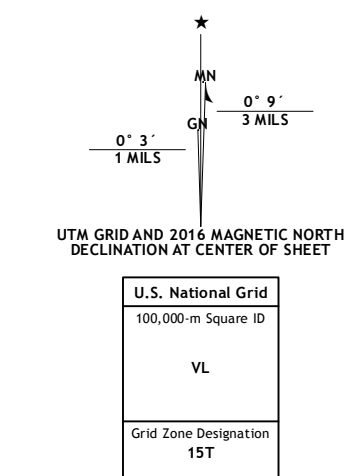 ★
MN
0° 9´
3 MILS
GN
0° 3´
1 MILS
UTM GRID AND 2016 MAGNETIC NORTH
DECLINATION AT CENTER OF SHEET
U.S. National Grid
100,000-m Square ID
VL
Grid Zone Designation
15T